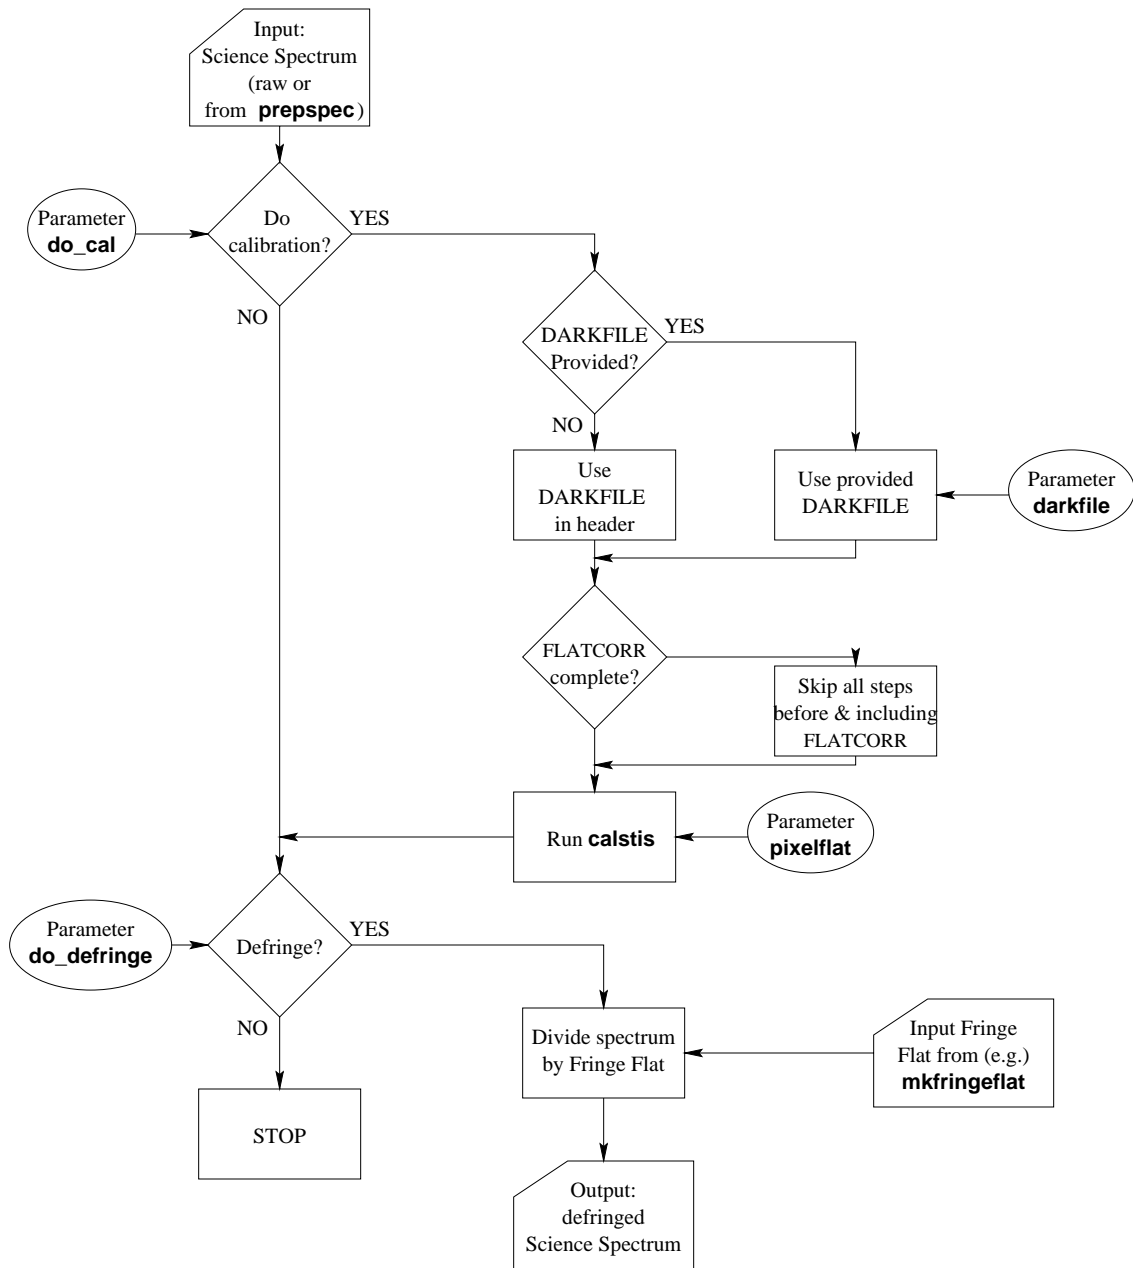 Input:
Science Spectrum
(raw or
from prepspec)
Parameter
do_cal
Do
calibration?
YES
NO
DARKFILE
Provided?
YES
NO
Use
DARKFILE
in header
Use provided
DARKFILE
Parameter
darkfile
FLATCORR
complete?
Skip all steps
before & including
FLATCORR
Run calstis
Parameter
pixelflat
Parameter
do_defringe
Defringe?
YES
NO
STOP
Divide spectrum
by Fringe Flat
Input Fringe
Flat from (e.g.)
mkfringeflat
Output:
defringed
Science Spectrum